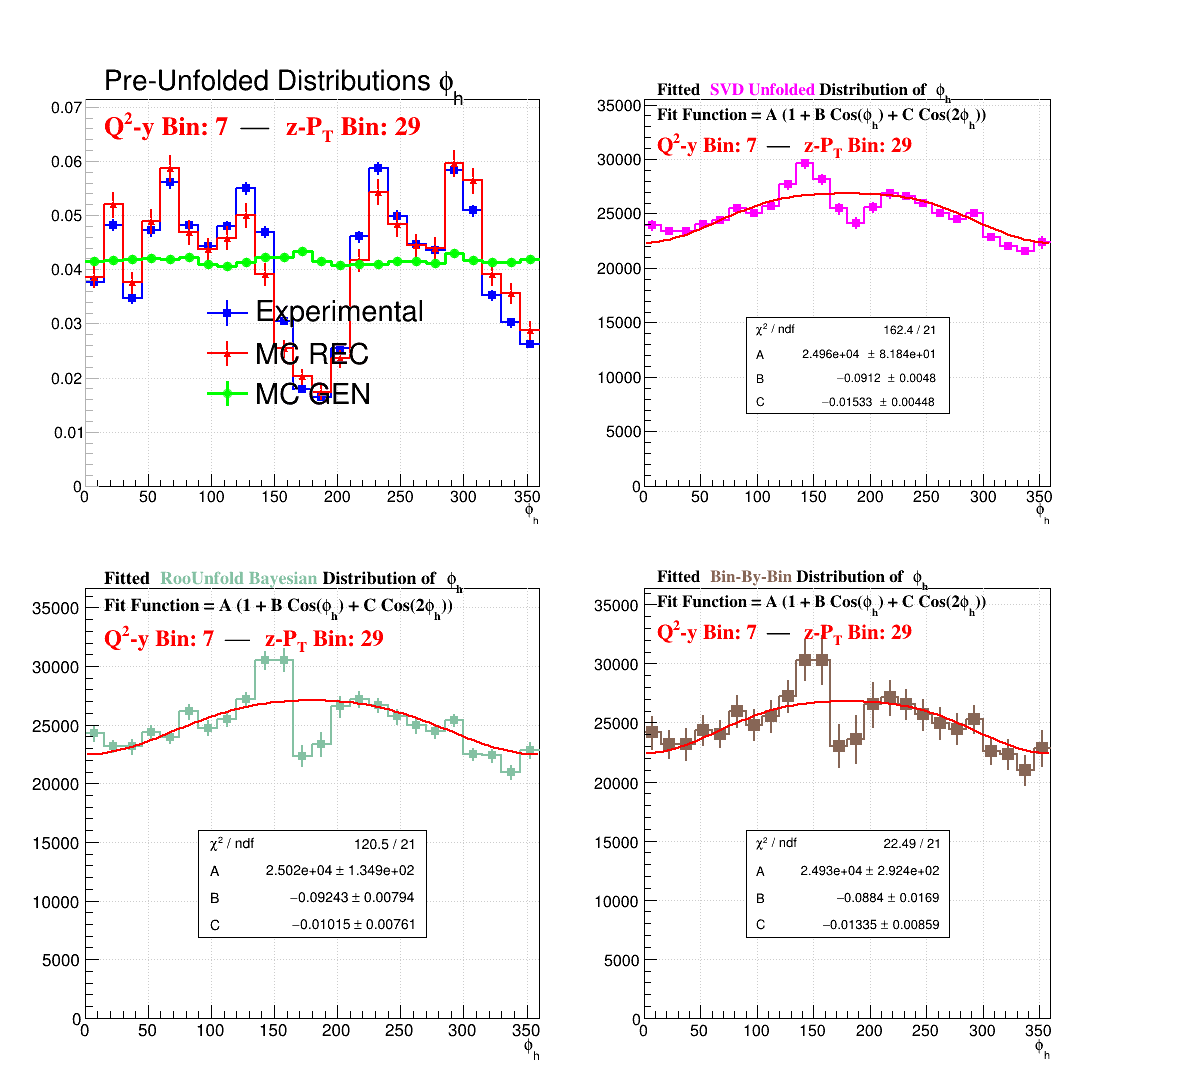 Pre-Unfolded Distributions ϕh
Q²-y Bin: 7 — z-PT Bin: 29
0.07
0.06
0.05
0.04
0.03
0.02
0.01
0
Experimental
MC REC
MC GEN
0 50 100 150 200 250 300 350
ϕh
Fitted SVD Unfolded Distribution of ϕh
Fit Function = A (1 + B Cos(ϕh) + C Cos(2ϕh))
Q²-y Bin: 7 — z-PT Bin: 29
35000
30000
25000
20000
15000
10000
5000
0
χ² / ndf 162.4 / 21
A 2.496e+04 ± 8.184e+01
B −0.0912 ± 0.0048
C −0.01533 ± 0.00448
0 50 100 150 200 250 300 350
ϕh
Fitted RooUnfold Bayesian Distribution of ϕh
Fit Function = A (1 + B Cos(ϕh) + C Cos(2ϕh))
Q²-y Bin: 7 — z-PT Bin: 29
35000
30000
25000
20000
15000
10000
5000
0
χ² / ndf 120.5 / 21
A 2.502e+04 ± 1.349e+02
B −0.09243 ± 0.00794
C −0.01015 ± 0.00761
0 50 100 150 200 250 300 350
ϕh
Fitted Bin-By-Bin Distribution of ϕh
Fit Function = A (1 + B Cos(ϕh) + C Cos(2ϕh))
Q²-y Bin: 7 — z-PT Bin: 29
35000
30000
25000
20000
15000
10000
5000
0
χ² / ndf 22.49 / 21
A 2.493e+04 ± 2.924e+02
B −0.0884 ± 0.0169
C −0.01335 ± 0.00859
0 50 100 150 200 250 300 350
ϕh